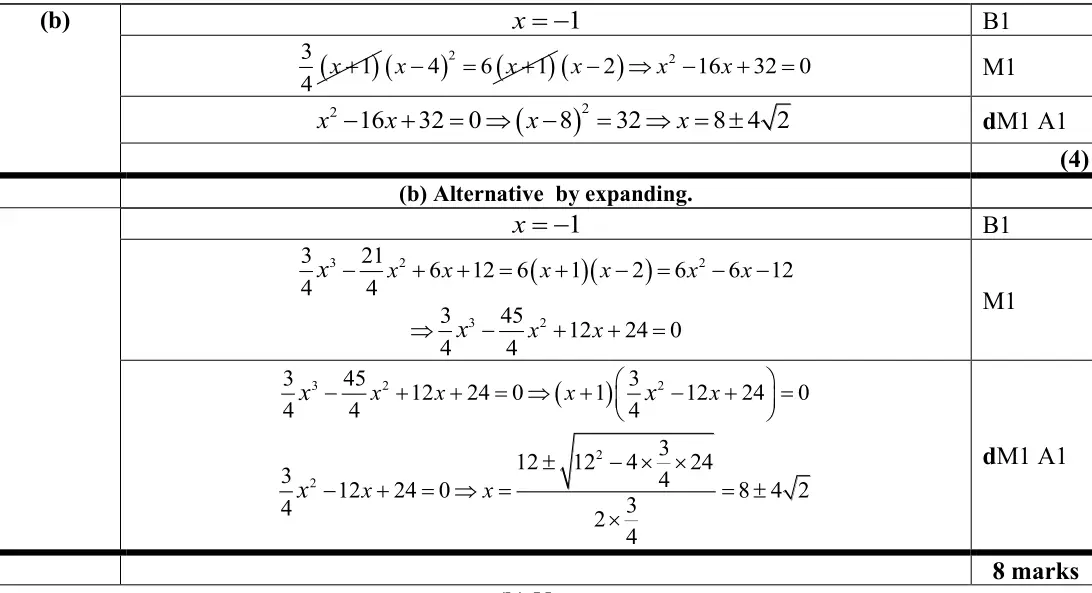 (b) x = −1 B1
3/4 (x+1)(x−4)² = 6(x+1)(x−2) ⇒ x² −16x + 32 = 0 M1
x² −16x + 32 = 0 ⇒ (x−8)² = 32 ⇒ x = 8 ± 4√2 dM1 A1
(4)
(b) Alternative by expanding.
x = −1 B1
3/4 x³ − 21/4 x² + 6x + 12 = 6(x+1)(x−2) = 6x² − 6x − 12
⇒ 3/4 x³ − 45/4 x² + 12x + 24 = 0 M1
3/4 x³ − 45/4 x² + 12x + 24 = 0 ⇒ (x+1)(3/4 x² − 12x + 24) = 0
3/4 x² − 12x + 24 = 0 ⇒ x = (12 ± √(12² − 4 × 3/4 × 24))/(2 × 3/4) = 8 ± 4√2 dM1 A1
8 marks